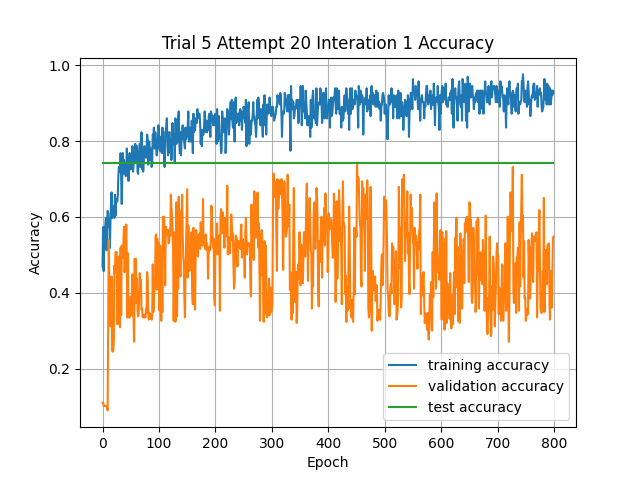 Trial 5 Attempt 20 Interation 1 Accuracy
1.0
0.8
0.6
0.4
0.2
Accuracy
0 100 200 300 400 500 600 700 800
Epoch
training accuracy
validation accuracy
test accuracy